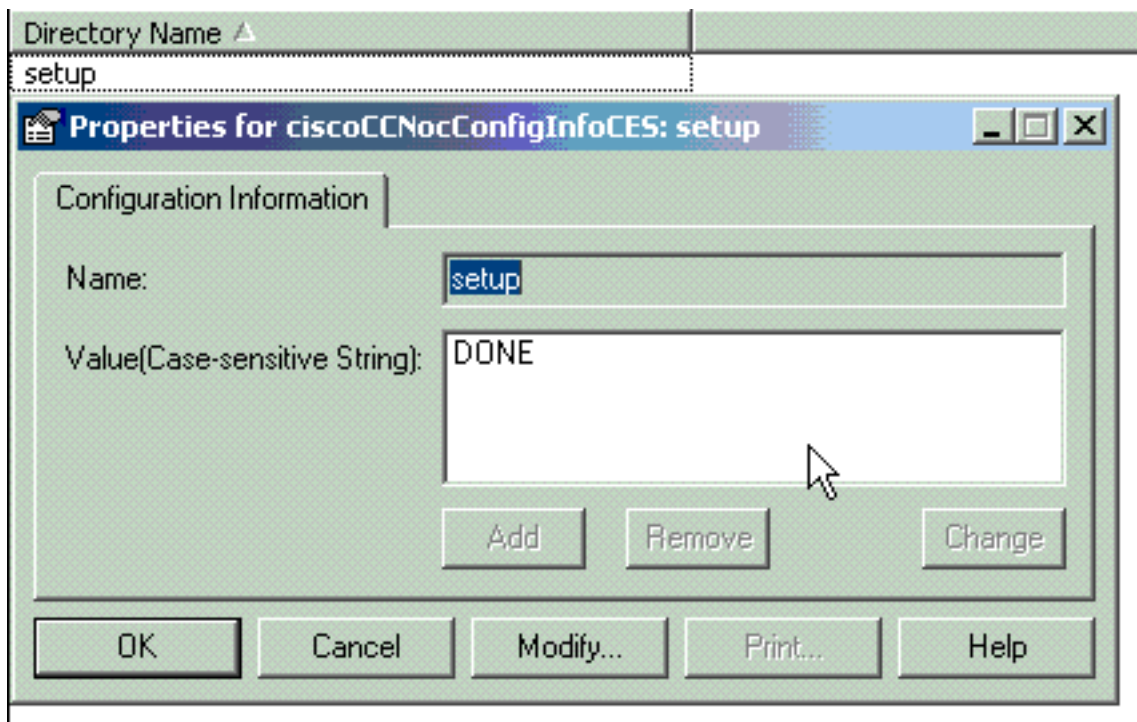 Directory Name
setup
Properties for ciscoCCNocConfigInfoCES: setup
Configuration Information
Name:
setup
Value(Case-sensitive String):
DONE
Add
Remove
Change
OK
Cancel
Modify...
Print...
Help